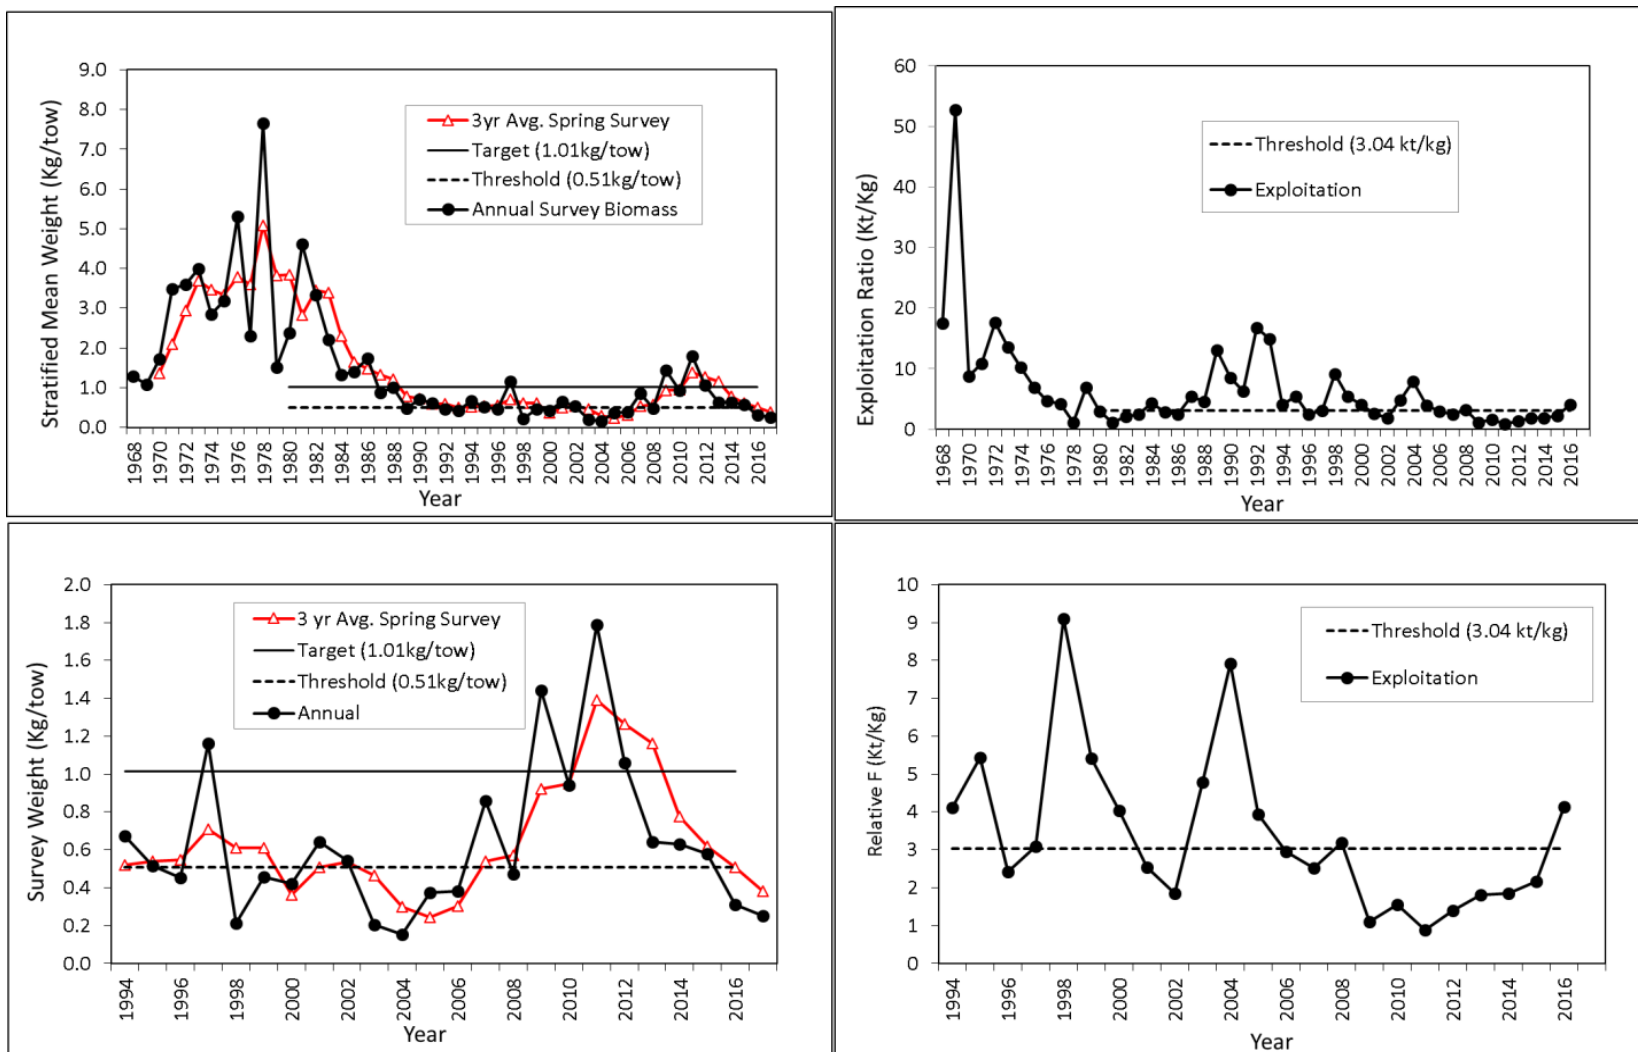 9.0
8.0
7.0
6.0
5.0
4.0
3.0
2.0
1.0
0.0
Stratified Mean Weight (Kg/tow)
3yr Avg. Spring Survey
Target (1.01kg/tow)
Threshold (0.51kg/tow)
Annual Survey Biomass
1968 1970 1972 1974 1976 1978 1980 1982 1984 1986 1988 1990 1992 1994 1996 1998 2000 2002 2004 2006 2008 2010 2012 2014 2016
Year
60
50
40
30
20
10
0
Exploitation Ratio (Kt/Kg)
Threshold (3.04 kt/kg)
Exploitation
1968 1970 1972 1974 1976 1978 1980 1982 1984 1986 1988 1990 1992 1994 1996 1998 2000 2002 2004 2006 2008 2010 2012 2014 2016
Year
2.0
1.8
1.6
1.4
1.2
1.0
0.8
0.6
0.4
0.2
0.0
Survey Weight (Kg/tow)
3 yr Avg. Spring Survey
Target (1.01kg/tow)
Threshold (0.51kg/tow)
Annual
1994 1996 1998 2000 2002 2004 2006 2008 2010 2012 2014 2016
Year
10
9
8
7
6
5
4
3
2
1
0
Relative F (Kt/Kg)
Threshold (3.04 kt/kg)
Exploitation
1994 1996 1998 2000 2002 2004 2006 2008 2010 2012 2014 2016
Year